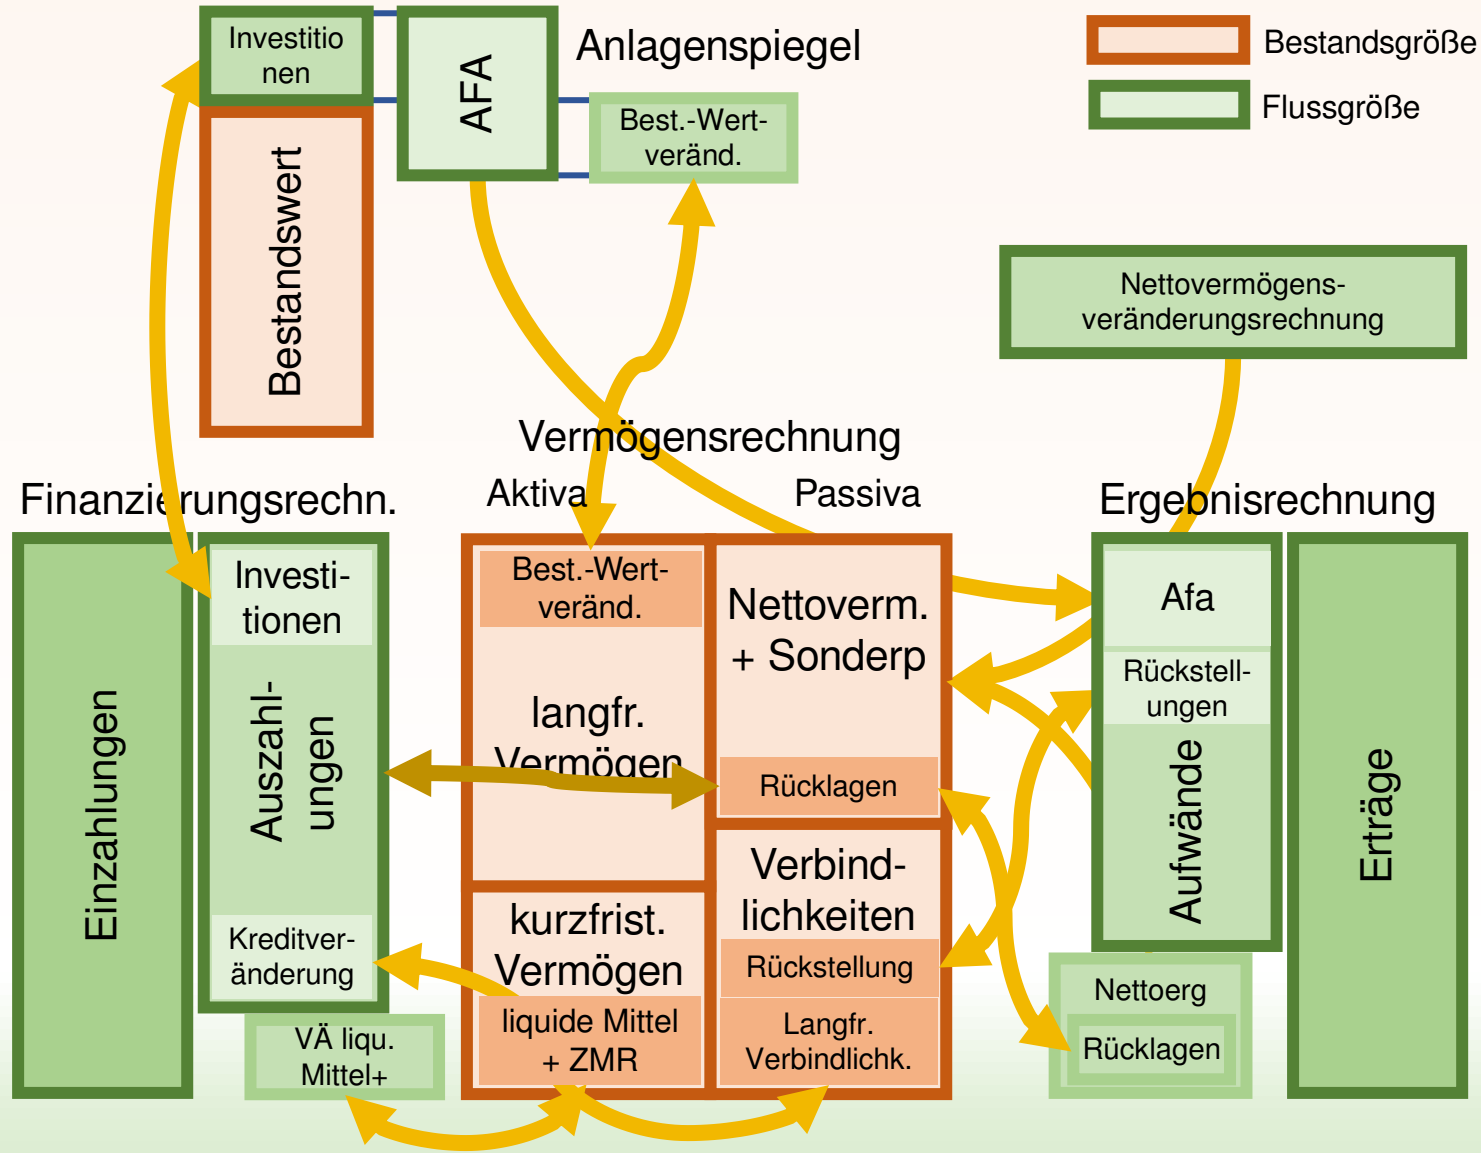 Investitio
nen
AFA
Anlagenspiegel
Best.-Wert-
veränd.
Bestandswert
Bestandsgröße
Flussgröße
Nettovermögens-
veränderungsrechnung
Vermögensrechnung
Aktiva
Passiva
Finanzierungsrechn.
Ergebnisrechnung
Einzahlungen
Investi-
tionen
Auszahl-
ungen
Kreditver-
änderung
VÄ liqu.
Mittel+
Best.-Wert-
veränd.
langfr.
Vermögen
kurzfrist.
Vermögen
liquide Mittel
+ ZMR
Nettoverm.
+ Sonderp
Rücklagen
Verbind-
lichkeiten
Rückstellung
Langfr.
Verbindlichk.
Afa
Rückstell-
ungen
Aufwände
Nettoerg
Rücklagen
Erträge